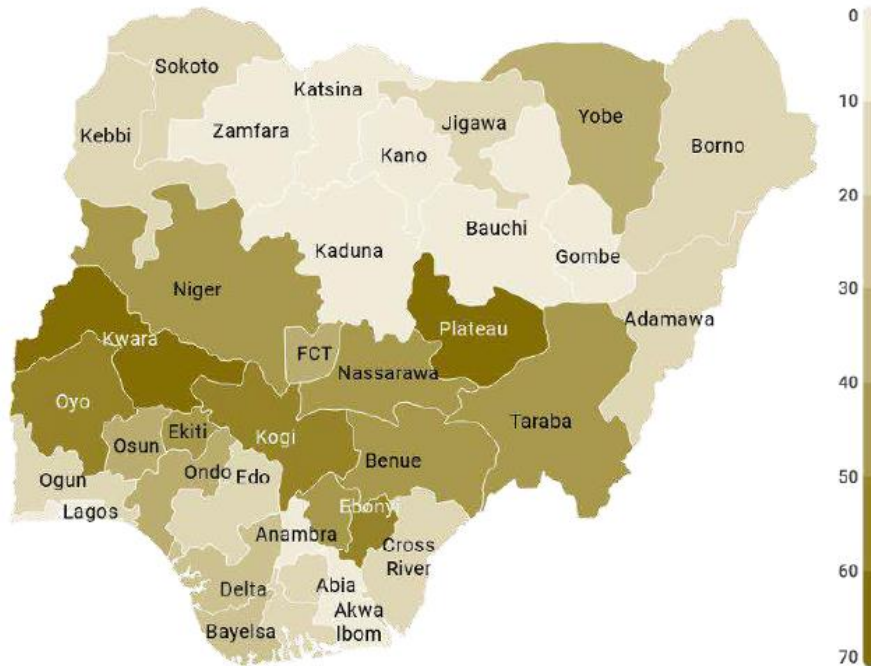 0
Sokoto
Katsina
Kebbi
Zamfara
Jigawa
Yobe
10
Kano
Borno
20
Bauchi
Kaduna
Gombe
Niger
30
Adamawa
Plateau
Kwara
FCT
Nassarawa
40
Oyo
Taraba
Ekiti
Kogi
Osun
Benue
Ondo
Edo
50
Ogun
Ebonyi
Lagos
Anambra
Cross
River
60
Delta
Abia
Akwa
Ibom
Bayelsa
70